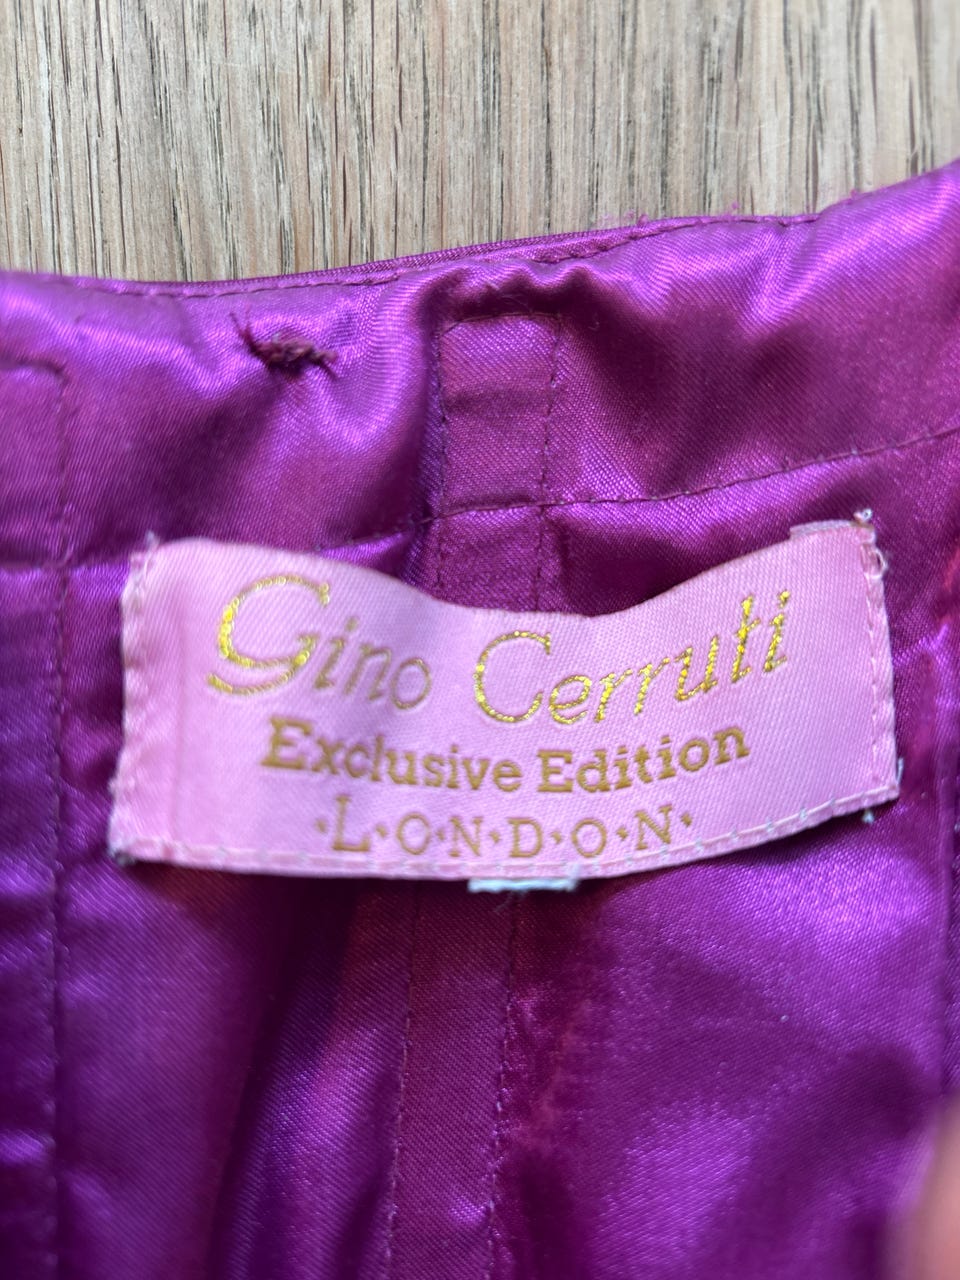 Gino Cerruti
Exclusive Edition
·L·O·N·D·O·N·